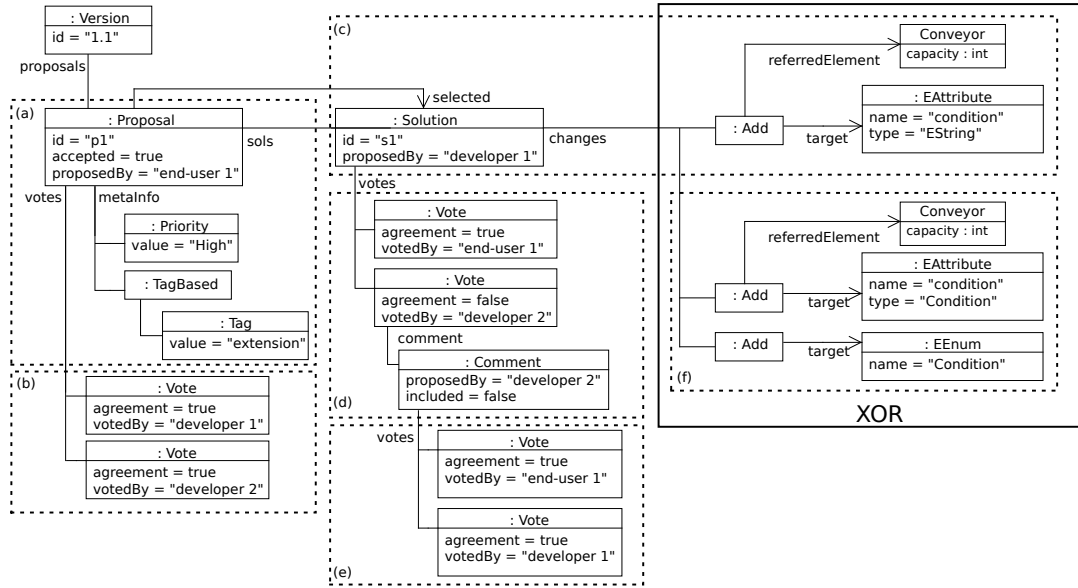 : Version
id = "1.1"
proposals
(a)
: Proposal
id = "p1"
accepted = true
proposedBy = "end-user 1"
sols
votes
metaInfo
: Priority
value = "High"
: TagBased
: Tag
value = "extension"
(b)
: Vote
agreement = true
votedBy = "developer 1"
: Vote
agreement = true
votedBy = "developer 2"
(c)
selected
: Solution
id = "s1"
proposedBy = "developer 1"
changes
votes
: Vote
agreement = true
votedBy = "end-user 1"
: Vote
agreement = false
votedBy = "developer 2"
comment
: Comment
proposedBy = "developer 2"
included = false
(d)
votes
: Vote
agreement = true
votedBy = "end-user 1"
: Vote
agreement = true
votedBy = "developer 1"
(e)
Conveyor
capacity : int
referredElement
: Add
target
: EAttribute
name = "condition"
type = "EString"
Conveyor
capacity : int
referredElement
: Add
target
: EAttribute
name = "condition"
type = "Condition"
: Add
target
: EEnum
name = "Condition"
(f)
XOR